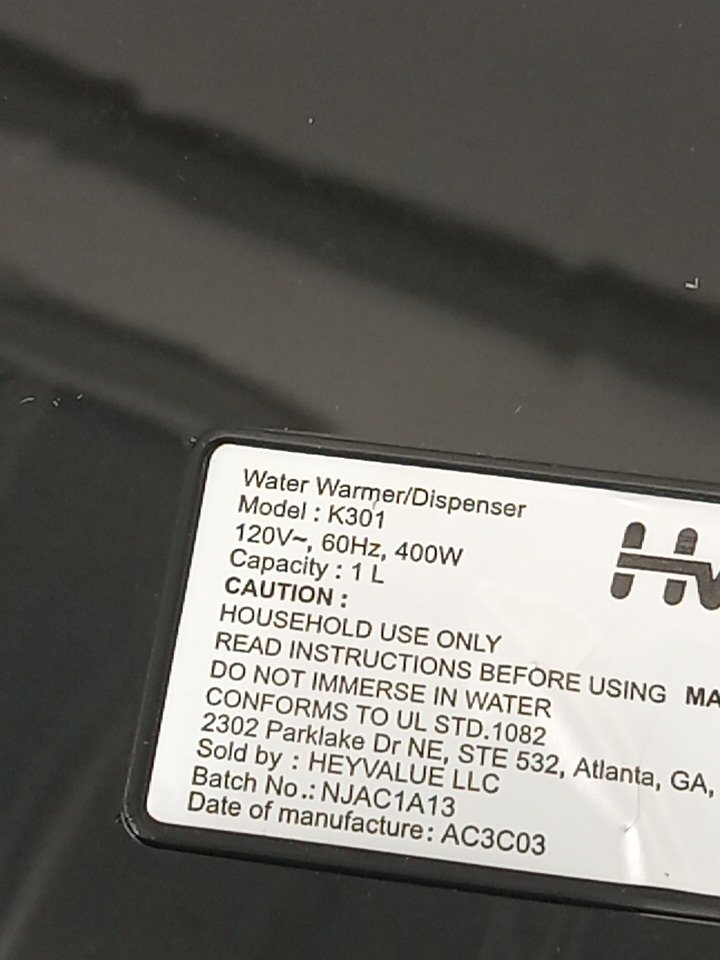 Water Warmer/Dispenser
Model : K301
120V~, 60Hz, 400W
Capacity : 1 L
CAUTION :
HOUSEHOLD USE ONLY
READ INSTRUCTIONS BEFORE USING MA
DO NOT IMMERSE IN WATER
CONFORMS TO UL STD.1082
2302 Parklake Dr NE, STE 532, Atlanta, GA,
Sold by : HEYVALUE LLC
Batch No.: NJAC1A13
Date of manufacture: AC3C03